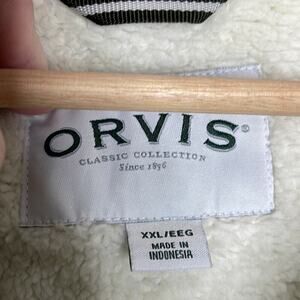 ORVIS®
CLASSIC COLLECTION
Since 1856
XXL/EEG
MADE IN
INDONESIA